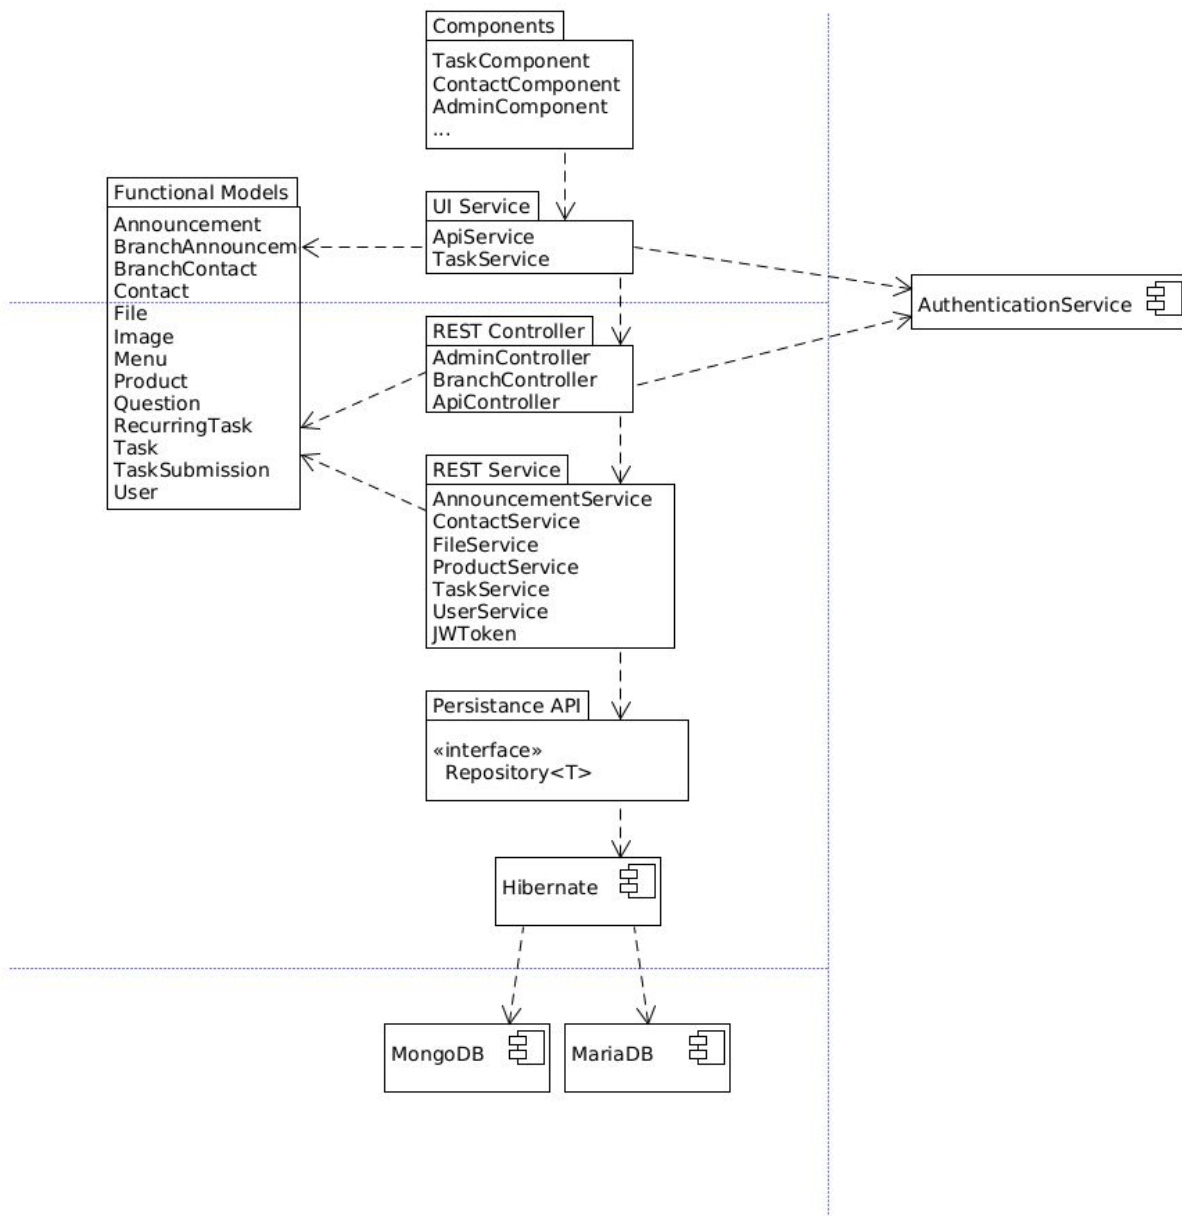 Components
TaskComponent
ContactComponent
AdminComponent
...
Functional Models
Announcement
BranchAnnouncem
BranchContact
Contact
File
Image
Menu
Product
Question
RecurringTask
Task
TaskSubmission
User
UI Service
ApiService
TaskService
AuthenticationService
REST Controller
AdminController
BranchController
ApiController
REST Service
AnnouncementService
ContactService
FileService
ProductService
TaskService
UserService
JWToken
Persistance API
«interface»
Repository<T>
Hibernate
MongoDB
MariaDB